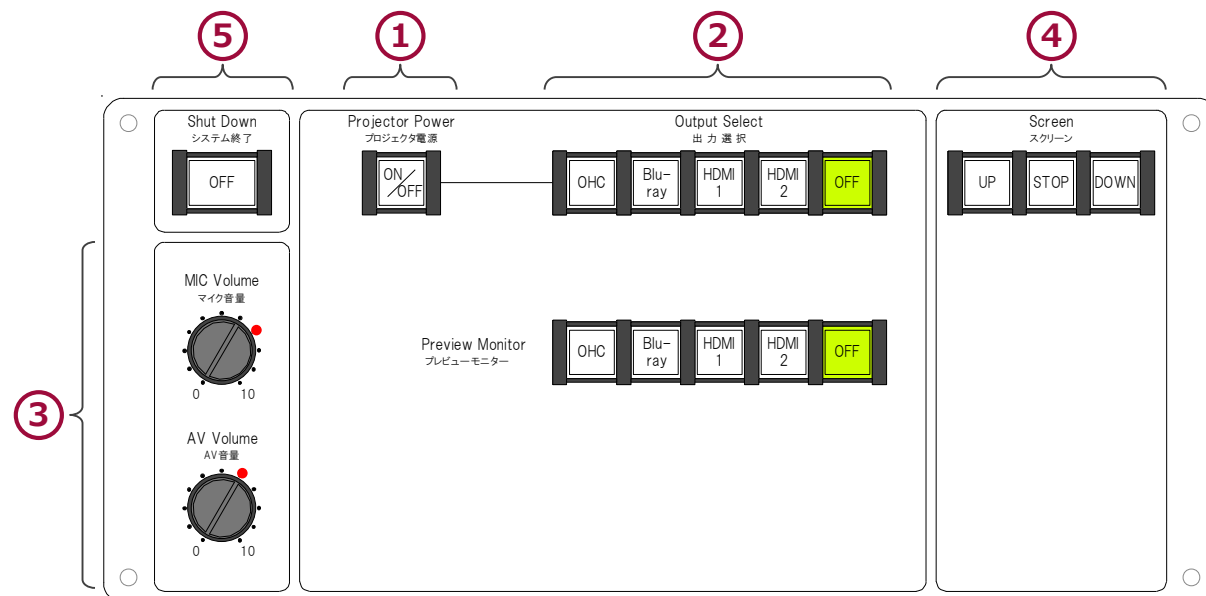 ⑤
①
②
④
Shut Down
システム終了
OFF
Projector Power
プロジェクタ電源
ON/OFF
Output Select
出力選択
OHC
Blu-
ray
HDMI
1
HDMI
2
OFF
Screen
スクリーン
UP
STOP
DOWN
③
MIC Volume
マイク音量
0 10
AV Volume
AV音量
0 10
Preview Monitor
プレビューモニター
OHC
Blu-
ray
HDMI
1
HDMI
2
OFF